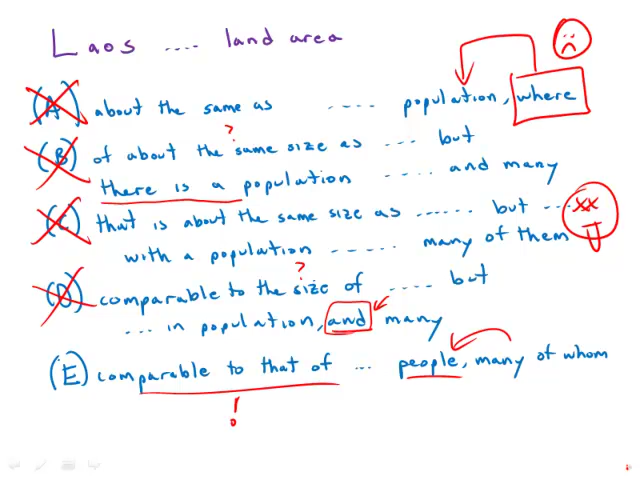 Laos .... land area
(A) about the same as ..... population, where
?
(B) of about the same size as ... but
there is a population ..... and many
(C) that is about the same size as ...... but ... xx
with a population ...... many of them
?
(D) comparable to the size of ..... but
.... in population, and many
(E) comparable to that of ... people, many of whom
!